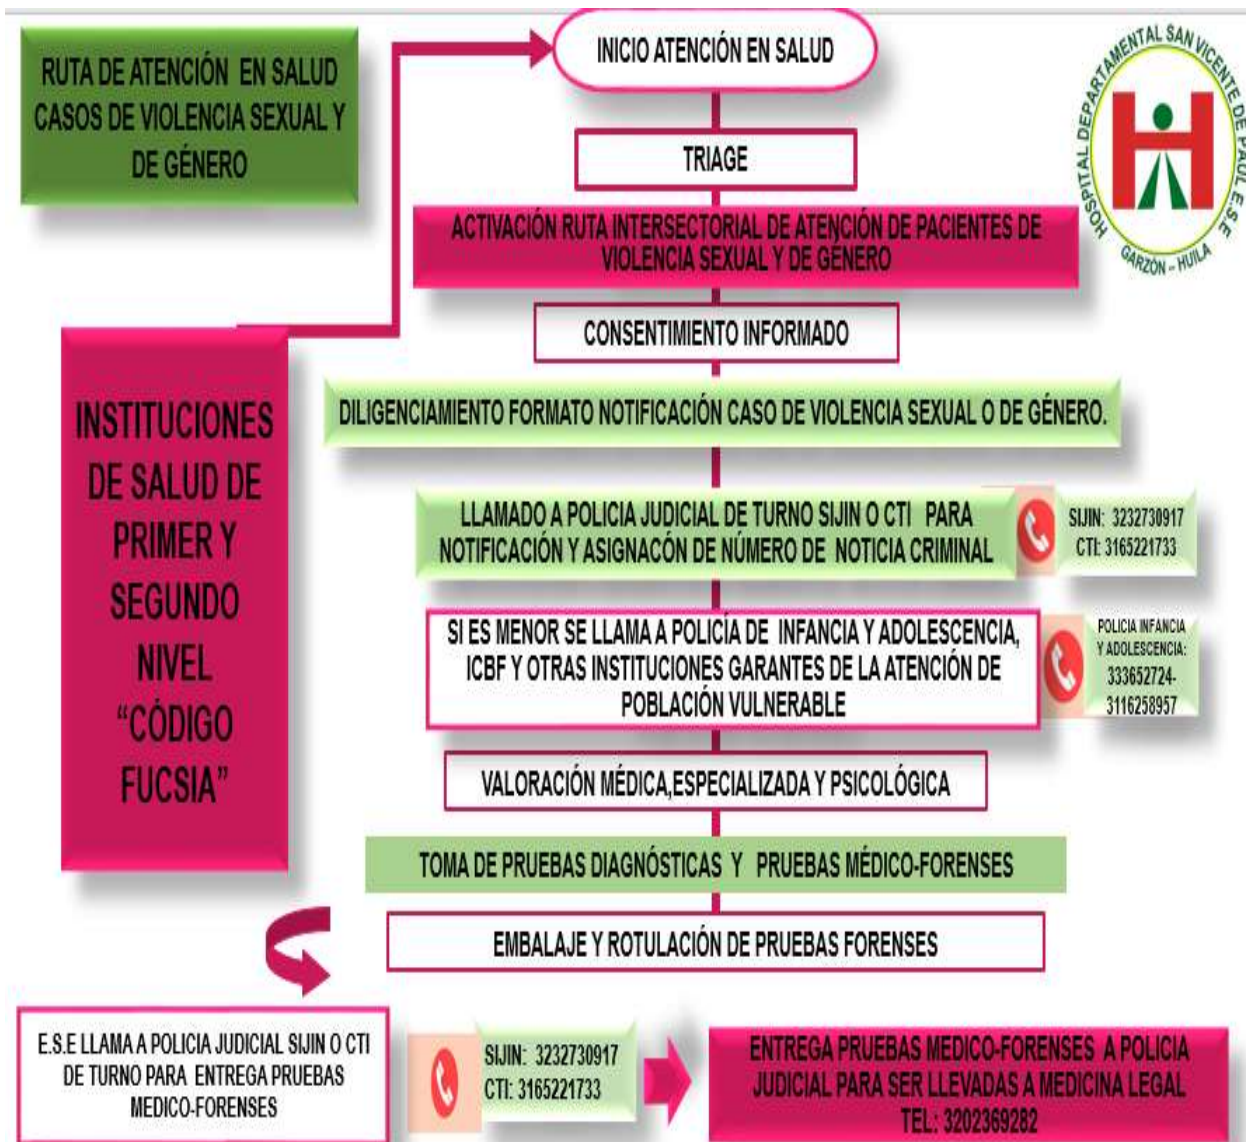 RUTA DE ATENCIÓN EN SALUD
CASOS DE VIOLENCIA SEXUAL Y
DE GÉNERO
INICIO ATENCIÓN EN SALUD
HOSPITAL DEPARTAMENTAL SAN VICENTE DE PAUL E.S.E
GARZÓN – HUILA
TRIAGE
ACTIVACIÓN RUTA INTERSECTORIAL DE ATENCIÓN DE PACIENTES DE
VIOLENCIA SEXUAL Y DE GÉNERO
CONSENTIMIENTO INFORMADO
INSTITUCIONES
DE SALUD DE
PRIMER Y
SEGUNDO
NIVEL
“CÓDIGO
FUCSIA”
DILIGENCIAMIENTO FORMATO NOTIFICACIÓN CASO DE VIOLENCIA SEXUAL O DE GÉNERO.
LLAMADO A POLICIA JUDICIAL DE TURNO SIJIN O CTI PARA
NOTIFICACIÓN Y ASIGNACÓN DE NÚMERO DE NOTICIA CRIMINAL
SIJIN: 3232730917
CTI: 3165221733
SI ES MENOR SE LLAMA A POLICÍA DE INFANCIA Y ADOLESCENCIA,
ICBF Y OTRAS INSTITUCIONES GARANTES DE LA ATENCIÓN DE
POBLACIÓN VULNERABLE
POLICIA INFANCIA
Y ADOLESCENCIA:
333652724-
3116258957
VALORACIÓN MÉDICA,ESPECIALIZADA Y PSICOLÓGICA
TOMA DE PRUEBAS DIAGNÓSTICAS Y PRUEBAS MÉDICO-FORENSES
EMBALAJE Y ROTULACIÓN DE PRUEBAS FORENSES
E.S.E LLAMA A POLICIA JUDICIAL SIJIN O CTI
DE TURNO PARA ENTREGA PRUEBAS
MEDICO-FORENSES
SIJIN: 3232730917
CTI: 3165221733
ENTREGA PRUEBAS MEDICO-FORENSES A POLICIA
JUDICIAL PARA SER LLEVADAS A MEDICINA LEGAL
TEL: 3202369282